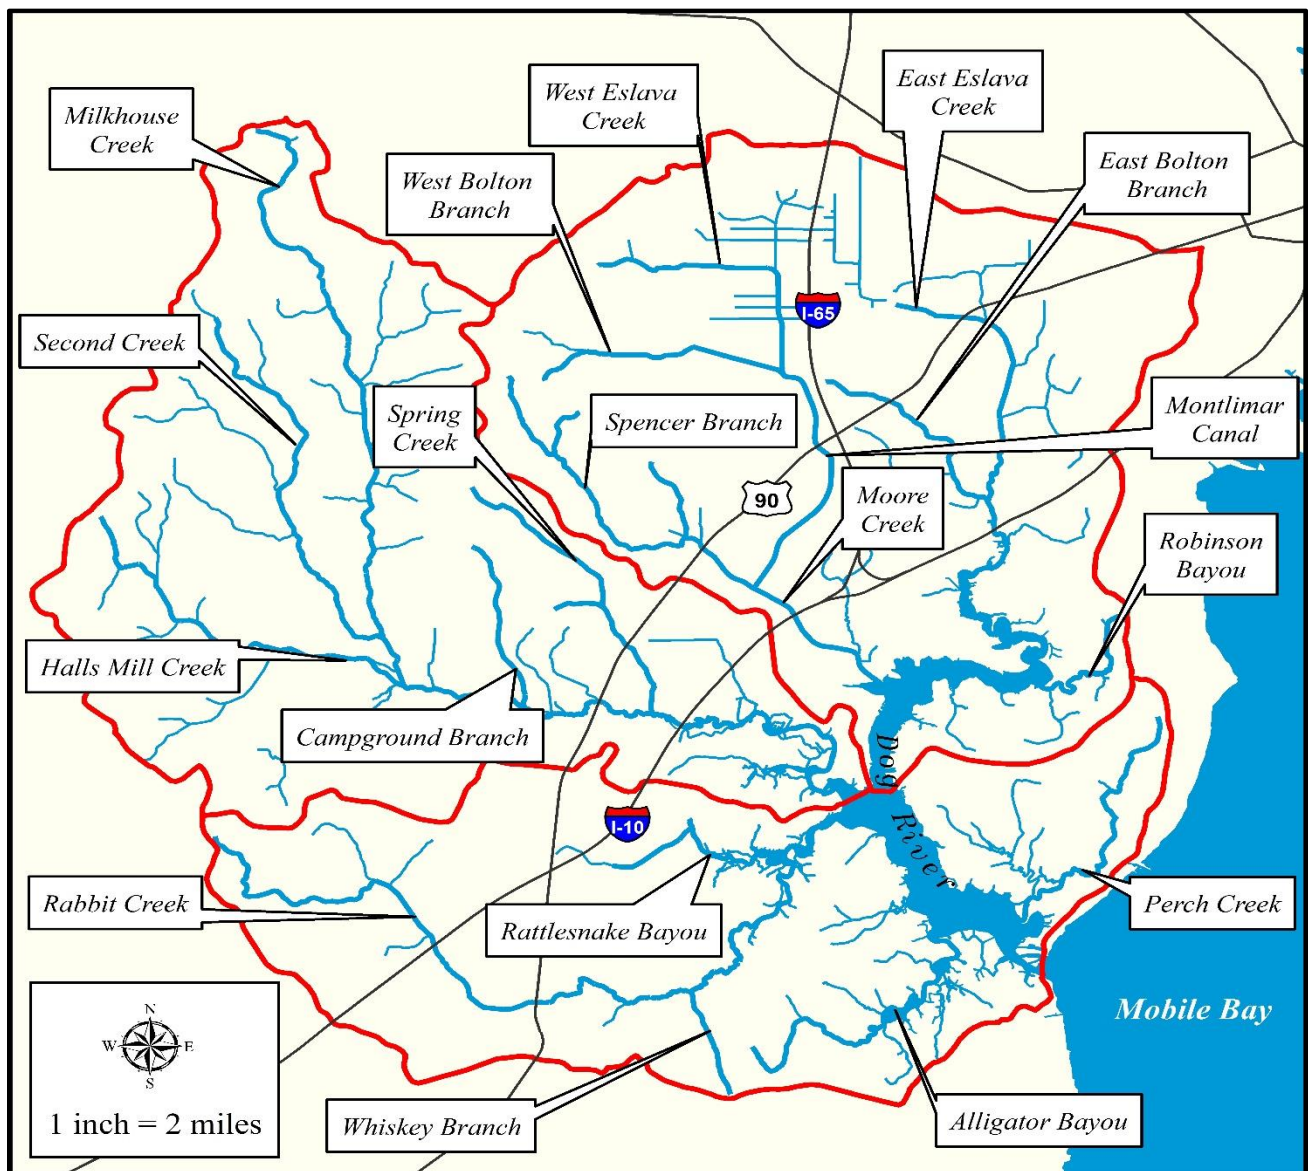 West Eslava
Creek
East Eslava
Creek
Milkhouse
Creek
East Bolton
Branch
West Bolton
Branch
I-65
Second Creek
Spring
Creek
Spencer Branch
Montlimar
Canal
90
Moore
Creek
Robinson
Bayou
Halls Mill Creek
Campground Branch
Dog River
I-10
Rabbit Creek
Rattlesnake Bayou
Perch Creek
N
W E
S
1 inch = 2 miles
Mobile Bay
Whiskey Branch
Alligator Bayou